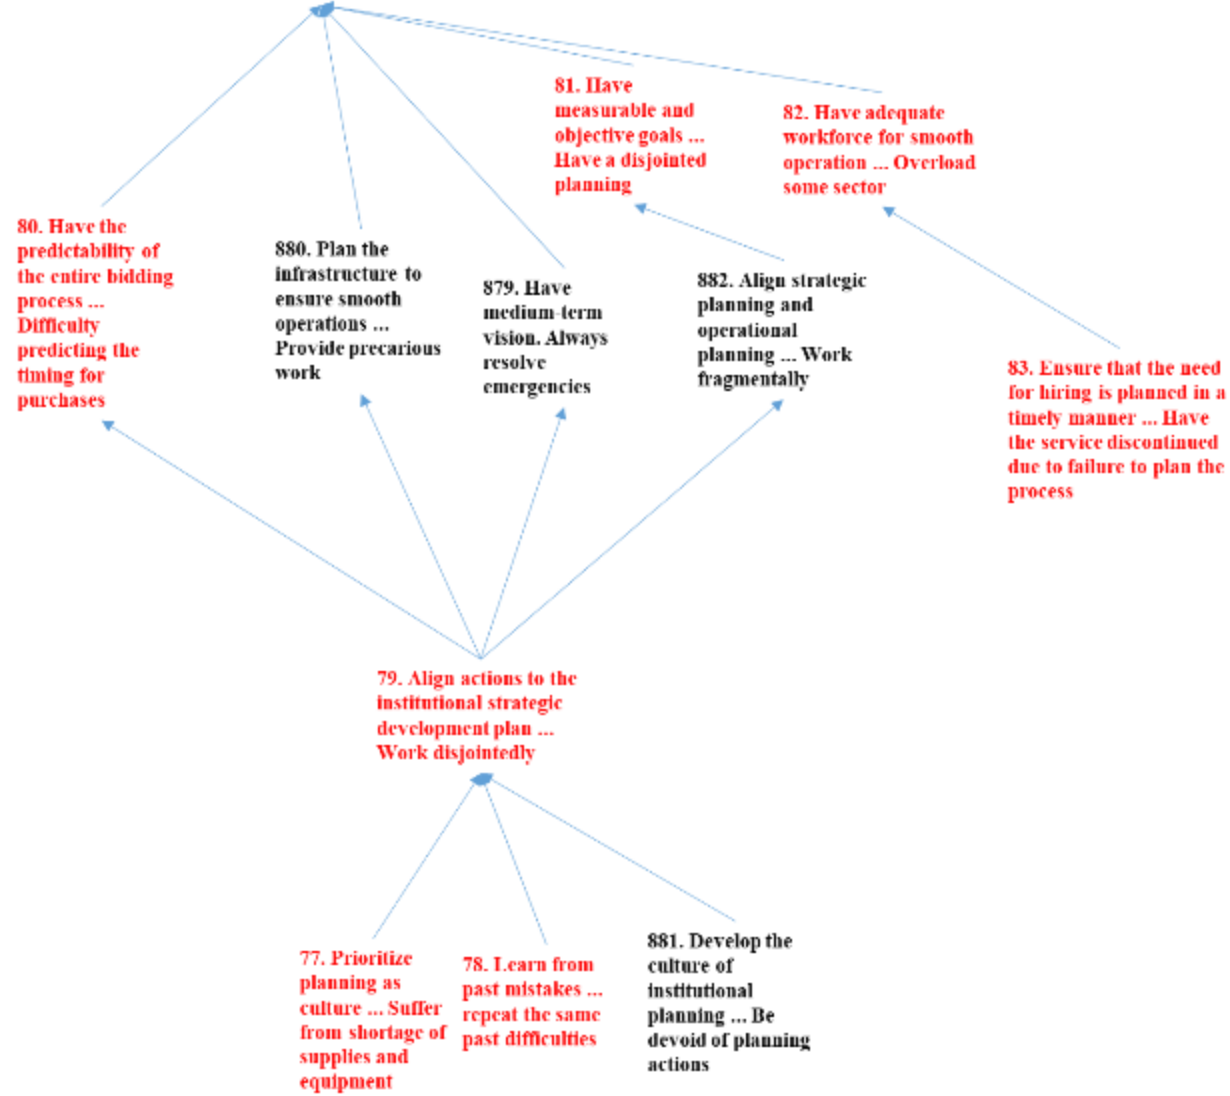 81. Have
measurable and
objective goals ...
Have a disjointed
planning
82. Have adequate
workforce for smooth
operation ... Overload
some sector
80. Have the
predictability of
the entire bidding
process ...
Difficulty
predicting the
timing for
purchases
880. Plan the
infrastructure to
ensure smooth
operations ...
Provide precarious
work
879. Have
medium-term
vision. Always
resolve
emergencies
882. Align strategic
planning and
operational
planning ... Work
fragmentally
83. Ensure that the need
for hiring is planned in a
timely manner ... Have
the service discontinued
due to failure to plan the
process
79. Align actions to the
institutional strategic
development plan ...
Work disjointedly
77. Prioritize
planning as
culture ... Suffer
from shortage of
supplies and
equipment
78. Learn from
past mistakes ...
repeat the same
past difficulties
881. Develop the
culture of
institutional
planning ... Be
devoid of planning
actions